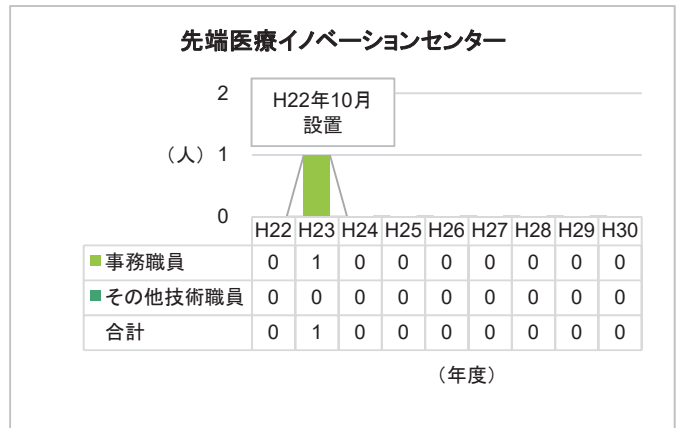 先端医療イノベーションセンター
2
H22年10月
設置
（人） 1
0
H22 H23 H24 H25 H26 H27 H28 H29 H30
事務職員 0 1 0 0 0 0 0 0 0
その他技術職員 0 0 0 0 0 0 0 0 0
合計 0 1 0 0 0 0 0 0 0
（年度）